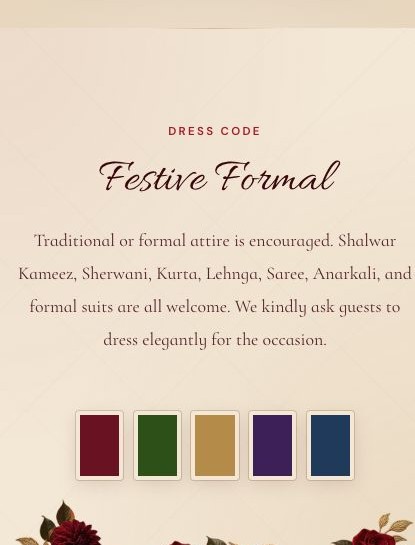 DRESS CODE
Festive Formal
Traditional or formal attire is encouraged. Shalwar
Kameez, Sherwani, Kurta, Lehnga, Saree, Anarkali, and
formal suits are all welcome. We kindly ask guests to
dress elegantly for the occasion.